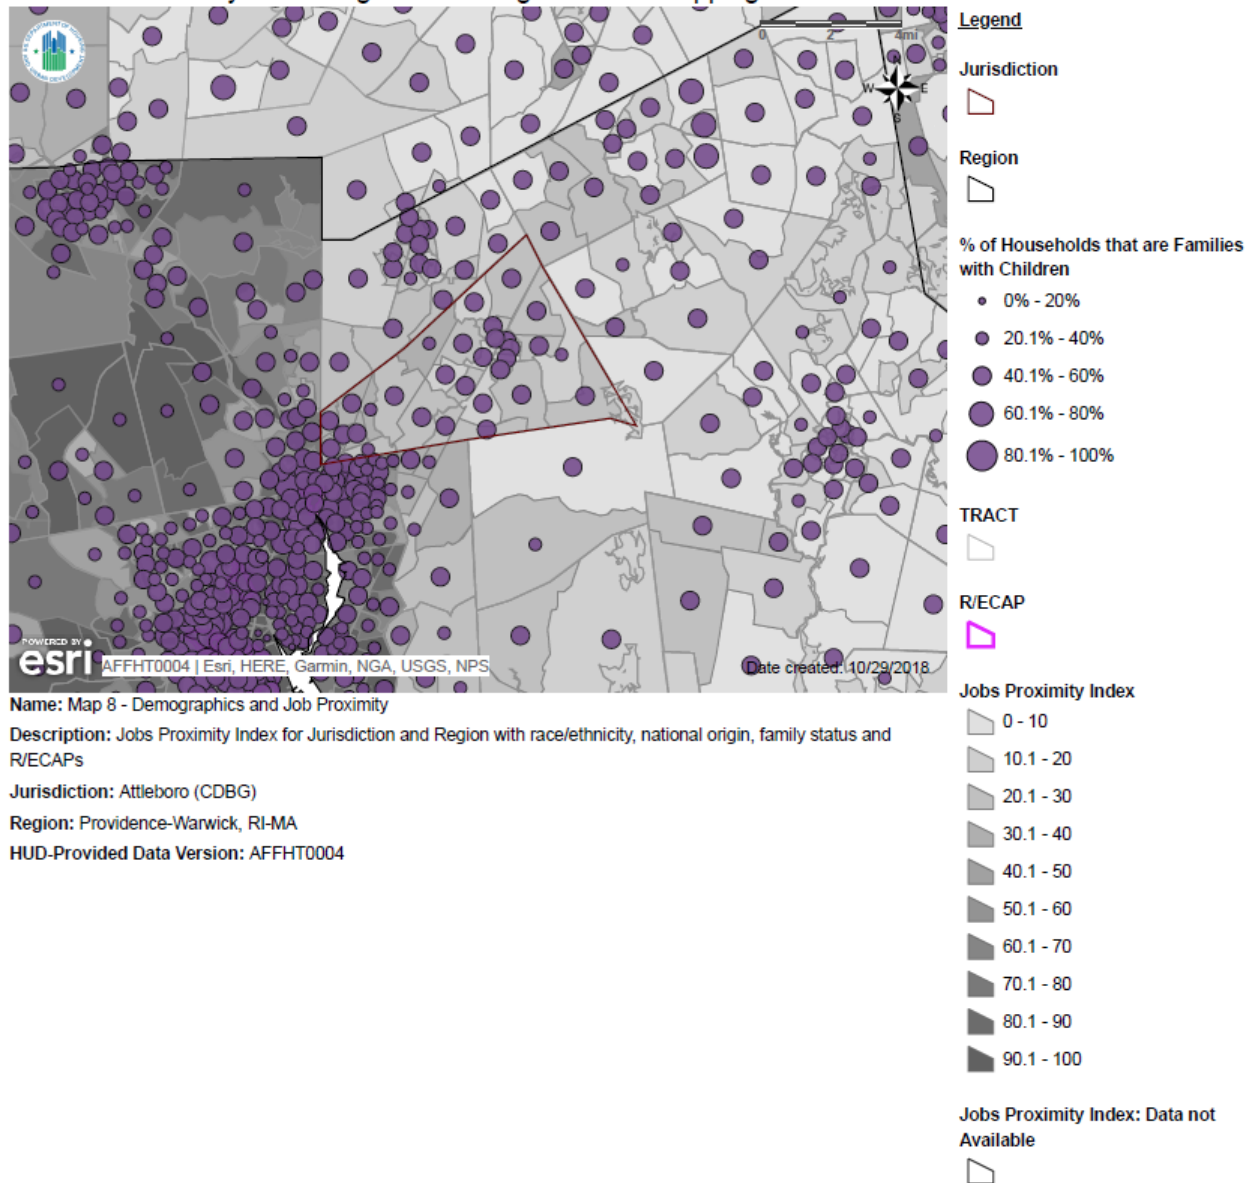 0 2 4mi
N
W E
S
POWERED BY
esri
AFFHT0004 | Esri, HERE, Garmin, NGA, USGS, NPS
Date created: 10/29/2018
Name: Map 8 - Demographics and Job Proximity
Description: Jobs Proximity Index for Jurisdiction and Region with race/ethnicity, national origin, family status and
R/ECAPs
Jurisdiction: Attleboro (CDBG)
Region: Providence-Warwick, RI-MA
HUD-Provided Data Version: AFFHT0004
Legend
Jurisdiction
Region
% of Households that are Families
with Children
0% - 20%
20.1% - 40%
40.1% - 60%
60.1% - 80%
80.1% - 100%
TRACT
R/ECAP
Jobs Proximity Index
0 - 10
10.1 - 20
20.1 - 30
30.1 - 40
40.1 - 50
50.1 - 60
60.1 - 70
70.1 - 80
80.1 - 90
90.1 - 100
Jobs Proximity Index: Data not
Available